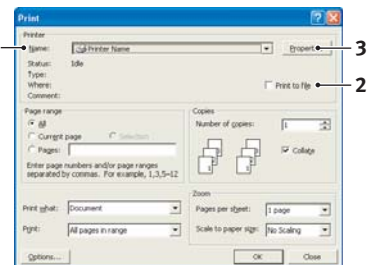 Print
Printer
Name: Printer Name Propert 3
Status: Idle
Type:
Where: Print to file 2
Comment:
Page range
All
Current page Selection
Pages:
Enter page numbers and/or page ranges
separated by commas. For example, 1,3,5–12
Copies
Number of copies: 1
Collate
Print what: Document
Print: All pages in range
Zoom
Pages per sheet: 1 page
Scale to paper size: No Scaling
Options... OK Close